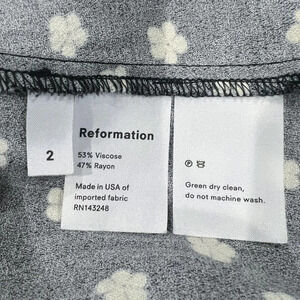 2
Reformation
53% Viscose
47% Rayon
Made in USA of
imported fabric
RN143248
Green dry clean,
do not machine wash.